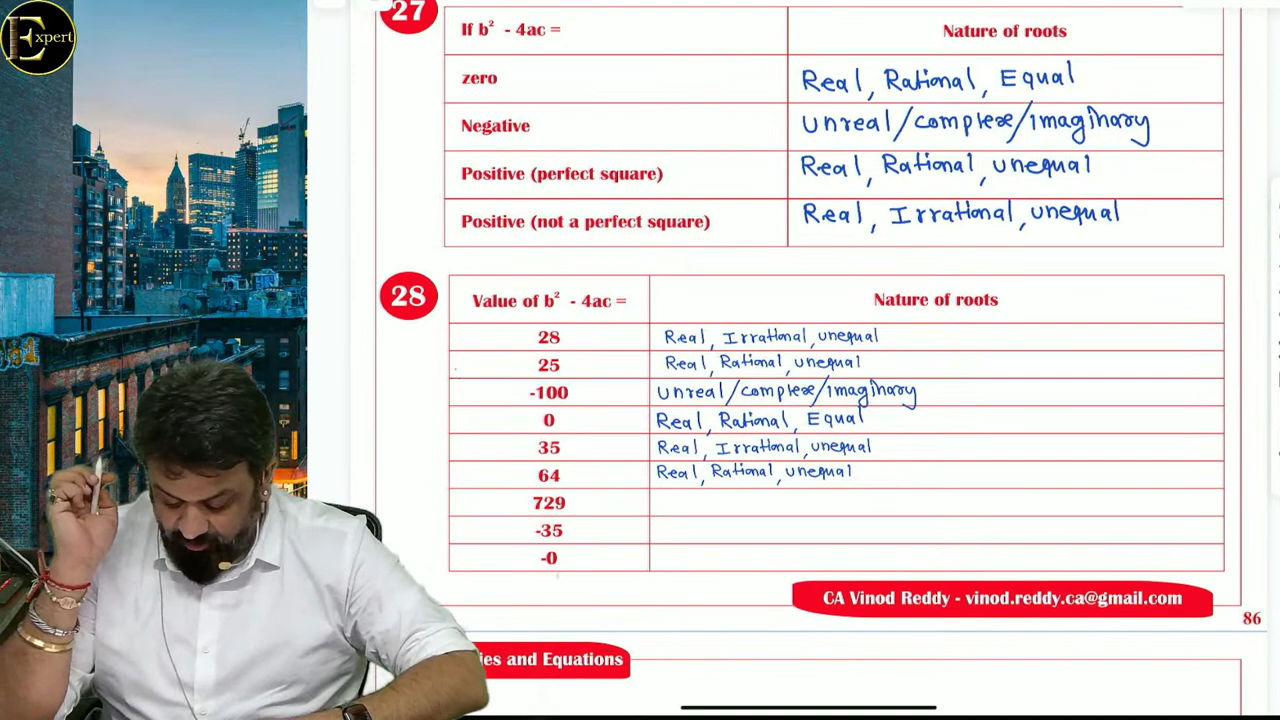 Expert
27
If b² - 4ac =
Nature of roots
zero
Real, Rational, Equal
Negative
unreal/complexe/imaginary
Positive (perfect square)
Real, Rational, unequal
Positive (not a perfect square)
Real, Irrational, unequal
28
Value of b² - 4ac =
Nature of roots
28
Real, Irrational, unequal
25
Real, Rational, unequal
-100
unreal/complexe/imaginary
0
Real, Rational, Equal
35
Real, Irrational, unequal
64
Real, Rational, unequal
729
-35
-0
CA Vinod Reddy - vinod.reddy.ca@gmail.com
86
ies and Equations